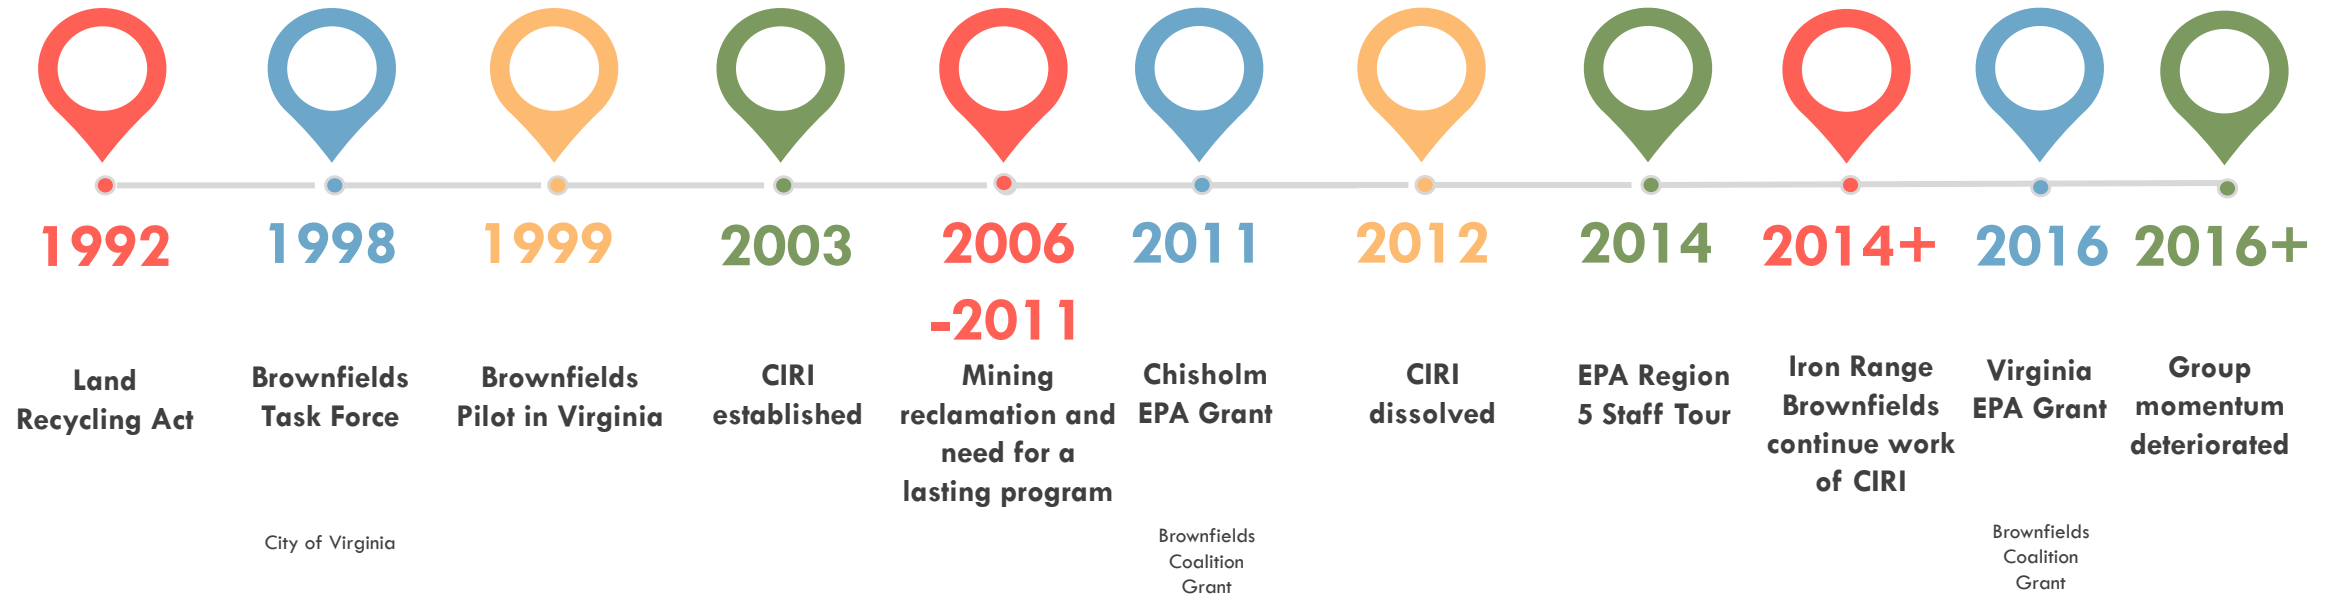 1992
Land
Recycling Act
1998
Brownfields
Task Force
City of Virginia
1999
Brownfields
Pilot in Virginia
2003
CIRI
established
2006
-2011
Mining
reclamation and
need for a
lasting program
2011
Chisholm
EPA Grant
Brownfields
Coalition
Grant
2012
CIRI
dissolved
2014
EPA Region
5 Staff Tour
2014+
Iron Range
Brownfields
continue work
of CIRI
2016
Virginia
EPA Grant
Brownfields
Coalition
Grant
2016+
Group
momentum
deteriorated